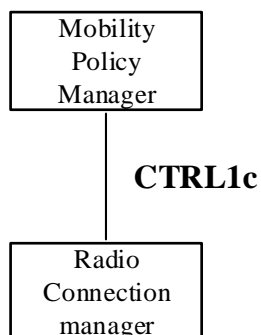 Mobility
Policy
Manager
CTRL1c
Radio
Connection
manager